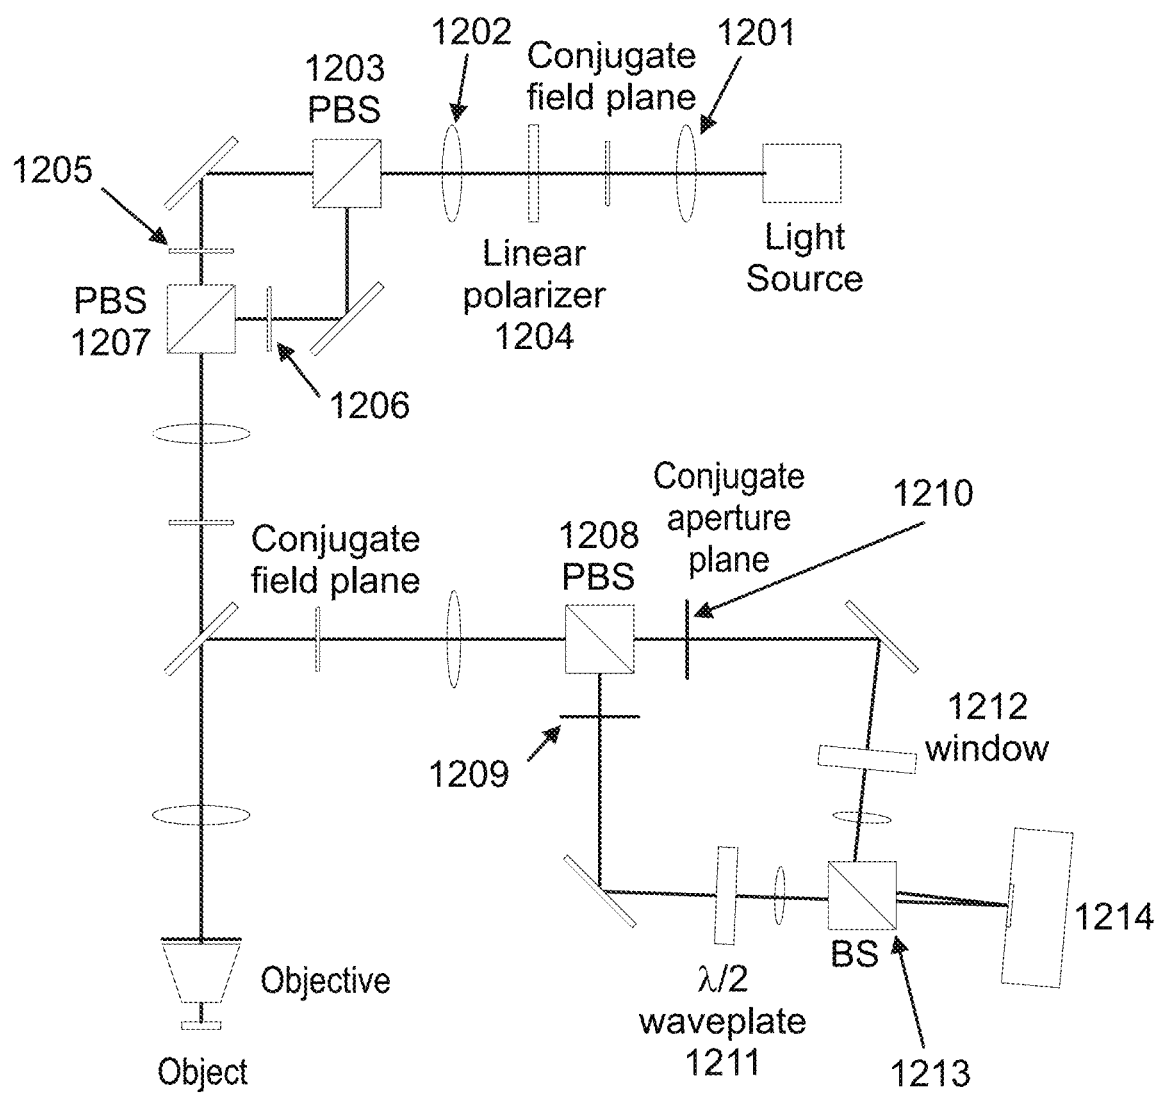 1202
Conjugate
field plane
1201
1203
PBS
1205
Linear
polarizer
1204
Light
Source
PBS
1207
1206
Conjugate
aperture
plane
1210
Conjugate
field plane
1208
PBS
1212
window
1209
1214
BS
Objective
λ/2
waveplate
1211
1213
Object